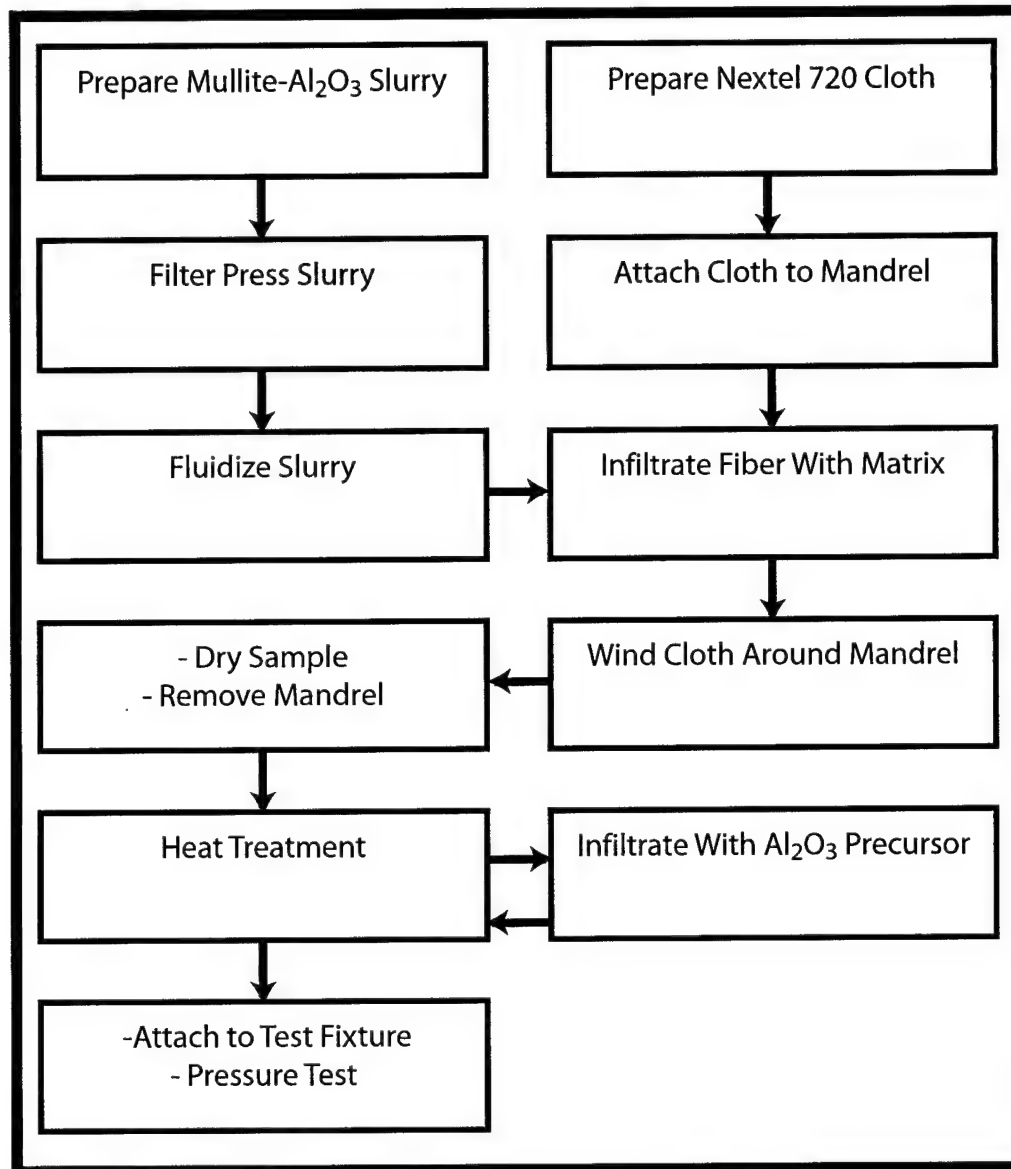 Prepare Mullite-Al₂O₃ Slurry
Prepare Nextel 720 Cloth
Filter Press Slurry
Attach Cloth to Mandrel
Fluidize Slurry
Infiltrate Fiber With Matrix
- Dry Sample
- Remove Mandrel
Wind Cloth Around Mandrel
Heat Treatment
Infiltrate With Al₂O₃ Precursor
-Attach to Test Fixture
- Pressure Test